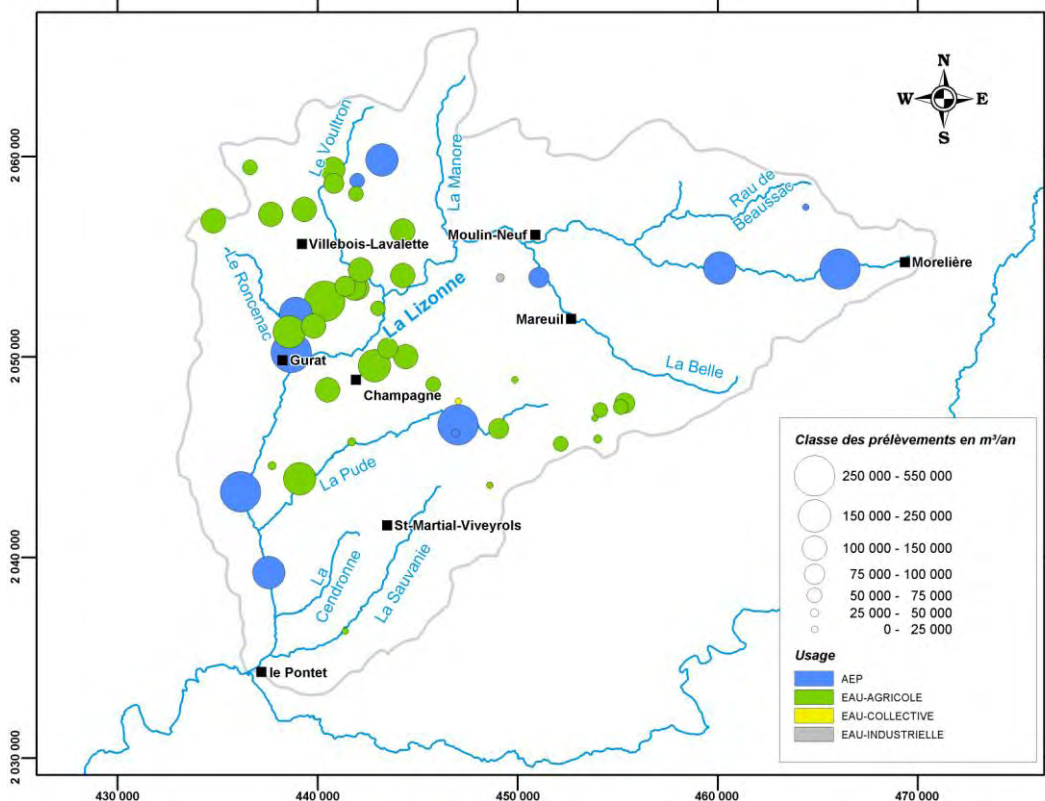 N
W E
S
2 060 000
2 050 000
2 040 000
2 030 000
Le Voultron
La Manore
Rau de
Beaussac
Moulin-Neuf
Villebois-Lavalette
Morelière
Le Roncenac
La Lizonne
Mareuil
Gurat
La Belle
Champagne
La Pude
St-Martial-Viveyrols
La
Cendronne
La Sauvanie
le Pontet
Classe des prélèvements en m³/an
250 000 - 550 000
150 000 - 250 000
100 000 - 150 000
75 000 - 100 000
50 000 - 75 000
25 000 - 50 000
0 - 25 000
Usage
AEP
EAU-AGRICOLE
EAU-COLLECTIVE
EAU-INDUSTRIELLE
430 000
440 000
450 000
460 000
470 000